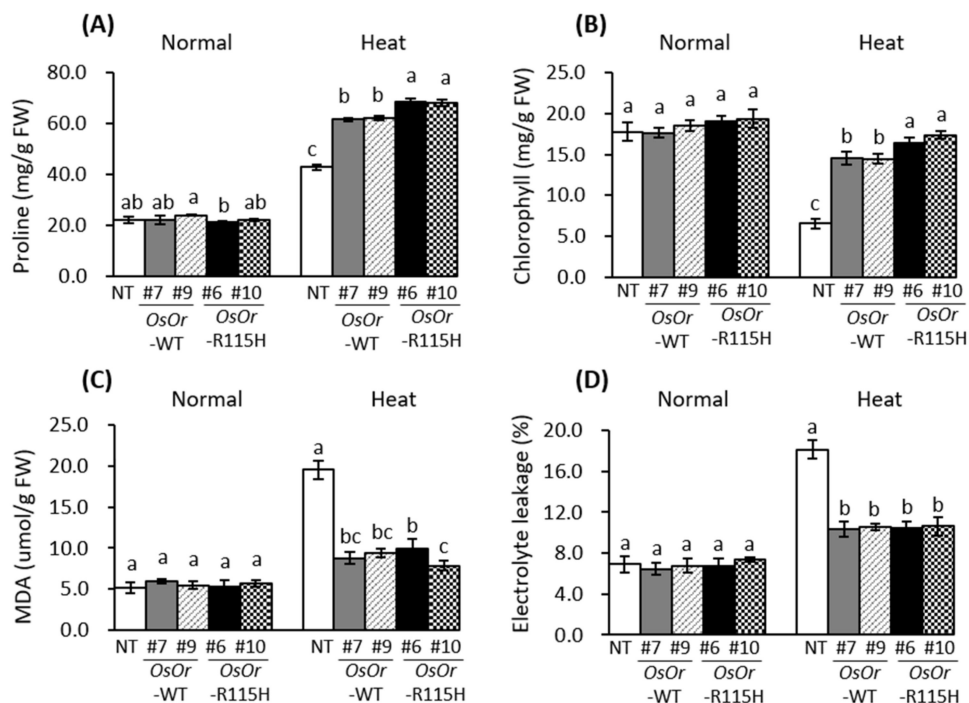 (A)
Normal
Heat
Proline (mg/g FW)
80.0
60.0
40.0
20.0
0.0
ab ab a b ab
c b b a a
NT #7 #9 #6 #10 NT #7 #9 #6 #10
OsOr OsOr OsOr OsOr
-WT -R115H -WT -R115H
(B)
Normal
Heat
Chlorophyll (mg/g FW)
25.0
20.0
15.0
10.0
5.0
0.0
a a a a a
c b b a a
NT #7 #9 #6 #10 NT #7 #9 #6 #10
OsOr OsOr OsOr OsOr
-WT -R115H -WT -R115H
(C)
Normal
Heat
MDA (umol/g FW)
25.0
20.0
15.0
10.0
5.0
0.0
a a a a a
a bc bc b c
NT #7 #9 #6 #10 NT #7 #9 #6 #10
OsOr OsOr OsOr OsOr
-WT -R115H -WT -R115H
(D)
Normal
Heat
Electrolyte leakage (%)
20.0
16.0
12.0
8.0
4.0
0.0
a a a a a
a b b b b
NT #7 #9 #6 #10 NT #7 #9 #6 #10
OsOr OsOr OsOr OsOr
-WT -R115H -WT -R115H